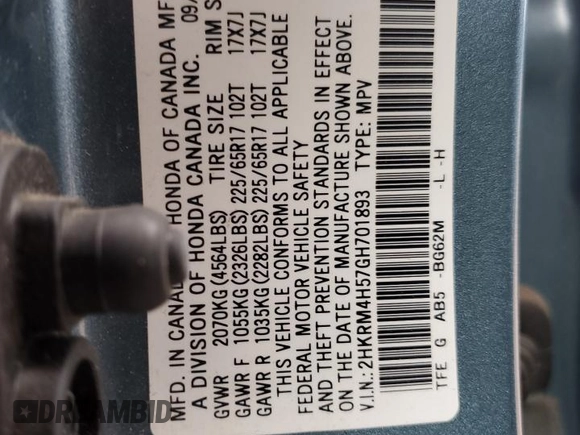 MFD. IN CANADA HONDA OF CANADA MF
A DIVISION OF HONDA CANADA INC. 09/
GVWR 2070KG(4564LBS) TIRE SIZE RIM S
GAWR F 1055KG(2326LBS) 225/65R17 102T 17X7J
GAWR R 1035KG(2282LBS) 225/65R17 102T 17X7J
THIS VEHICLE CONFORMS TO ALL APPLICABLE
FEDERAL MOTOR VEHICLE SAFETY
AND THEFT PREVENTION STANDARDS IN EFFECT
ON THE DATE OF MANUFACTURE SHOWN ABOVE.
V.I.N.: 2HKRM4H57GH701893 TYPE: MPV
TFE G AB5 -BG62M -L -H
DREAMBID